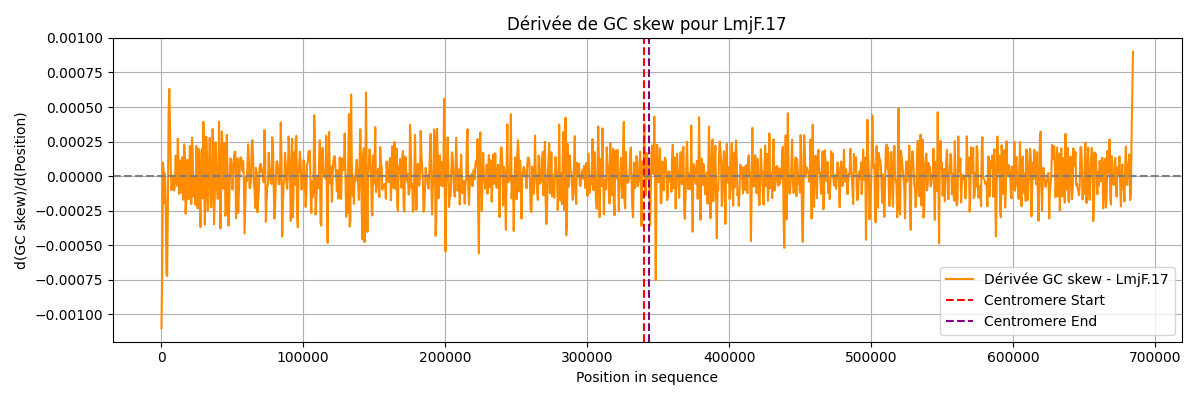 Dérivée de GC skew pour LmjF.17
d(GC skew)/d(Position)
0.00100
0.00075
0.00050
0.00025
0.00000
−0.00025
−0.00050
−0.00075
−0.00100
Dérivée GC skew - LmjF.17
Centromere Start
Centromere End
0 100000 200000 300000 400000 500000 600000 700000
Position in sequence